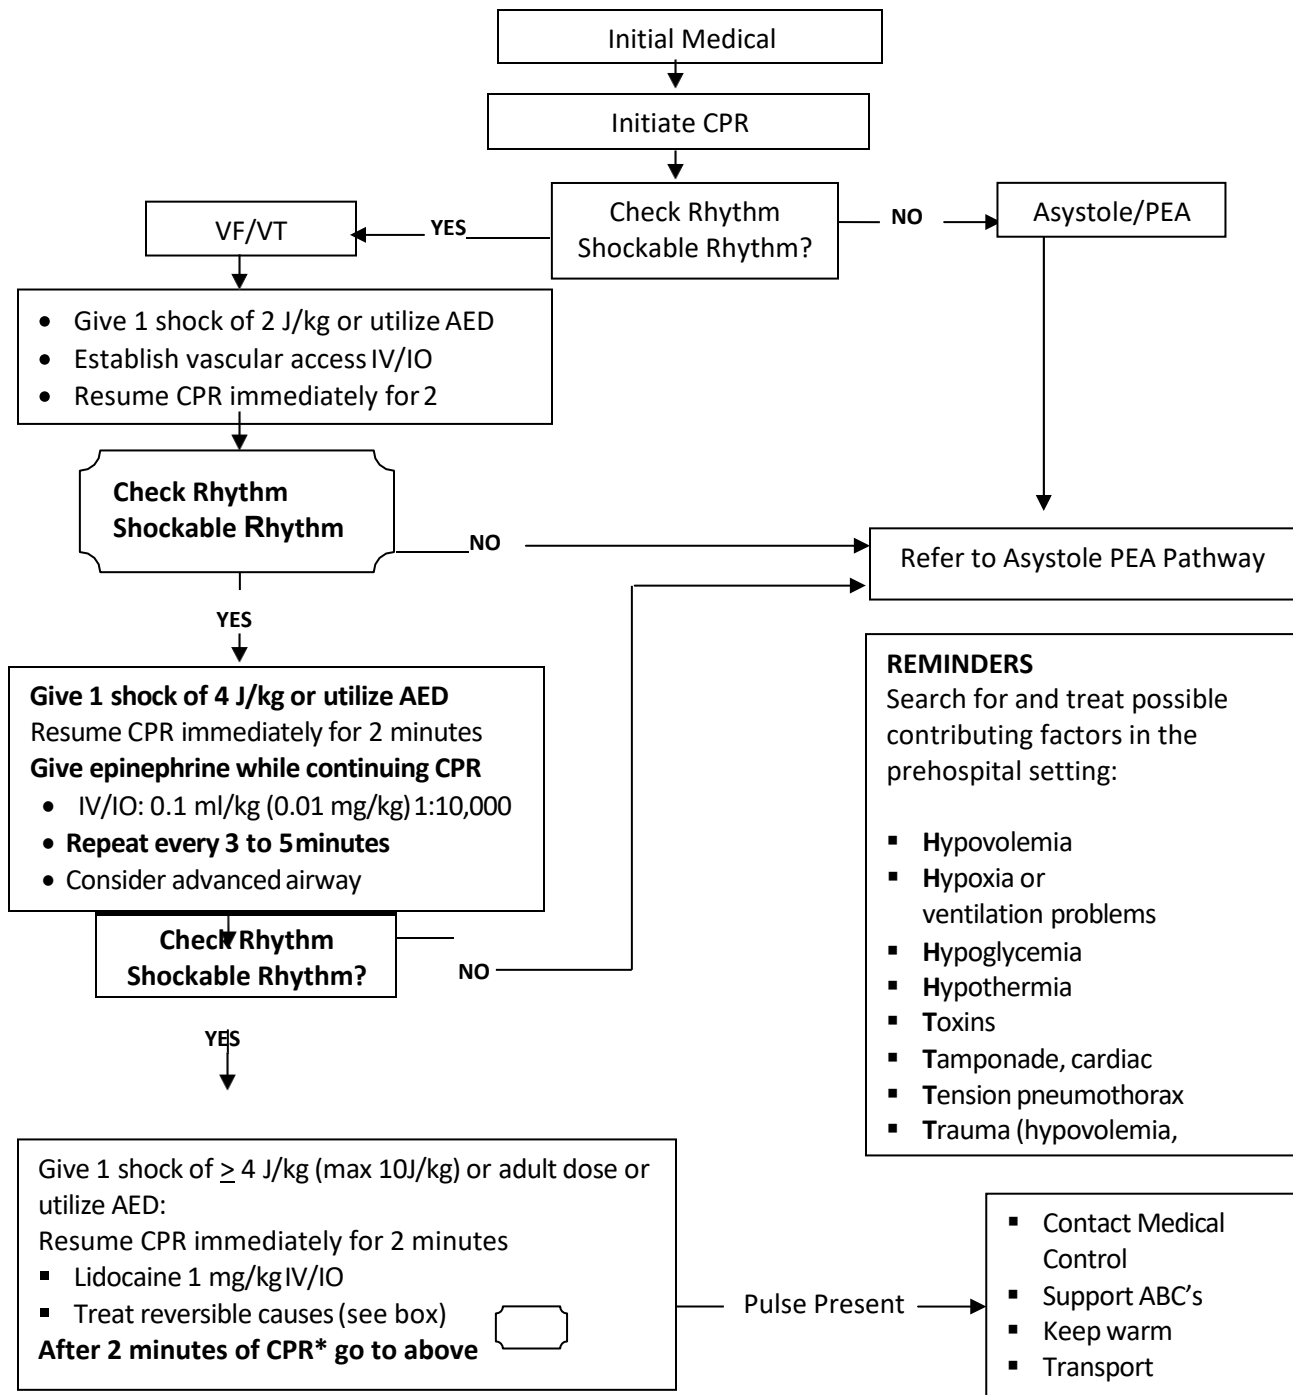 Initial Medical
Initiate CPR
Check Rhythm
Shockable Rhythm?
YES
NO
VF/VT
Asystole/PEA
• Give 1 shock of 2 J/kg or utilize AED
• Establish vascular access IV/IO
• Resume CPR immediately for 2
Check Rhythm
Shockable Rhythm
NO
Refer to Asystole PEA Pathway
YES
Give 1 shock of 4 J/kg or utilize AED
Resume CPR immediately for 2 minutes
Give epinephrine while continuing CPR
• IV/IO: 0.1 ml/kg (0.01 mg/kg) 1:10,000
• Repeat every 3 to 5 minutes
• Consider advanced airway
Check Rhythm
Shockable Rhythm?
NO
YES
REMINDERS
Search for and treat possible
contributing factors in the
prehospital setting:
▪ Hypovolemia
▪ Hypoxia or
ventilation problems
▪ Hypoglycemia
▪ Hypothermia
▪ Toxins
▪ Tamponade, cardiac
▪ Tension pneumothorax
▪ Trauma (hypovolemia,
Give 1 shock of ≥ 4 J/kg (max 10J/kg) or adult dose or
utilize AED:
Resume CPR immediately for 2 minutes
▪ Lidocaine 1 mg/kg IV/IO
▪ Treat reversible causes (see box)
After 2 minutes of CPR* go to above
Pulse Present
▪ Contact Medical
Control
▪ Support ABC's
▪ Keep warm
▪ Transport